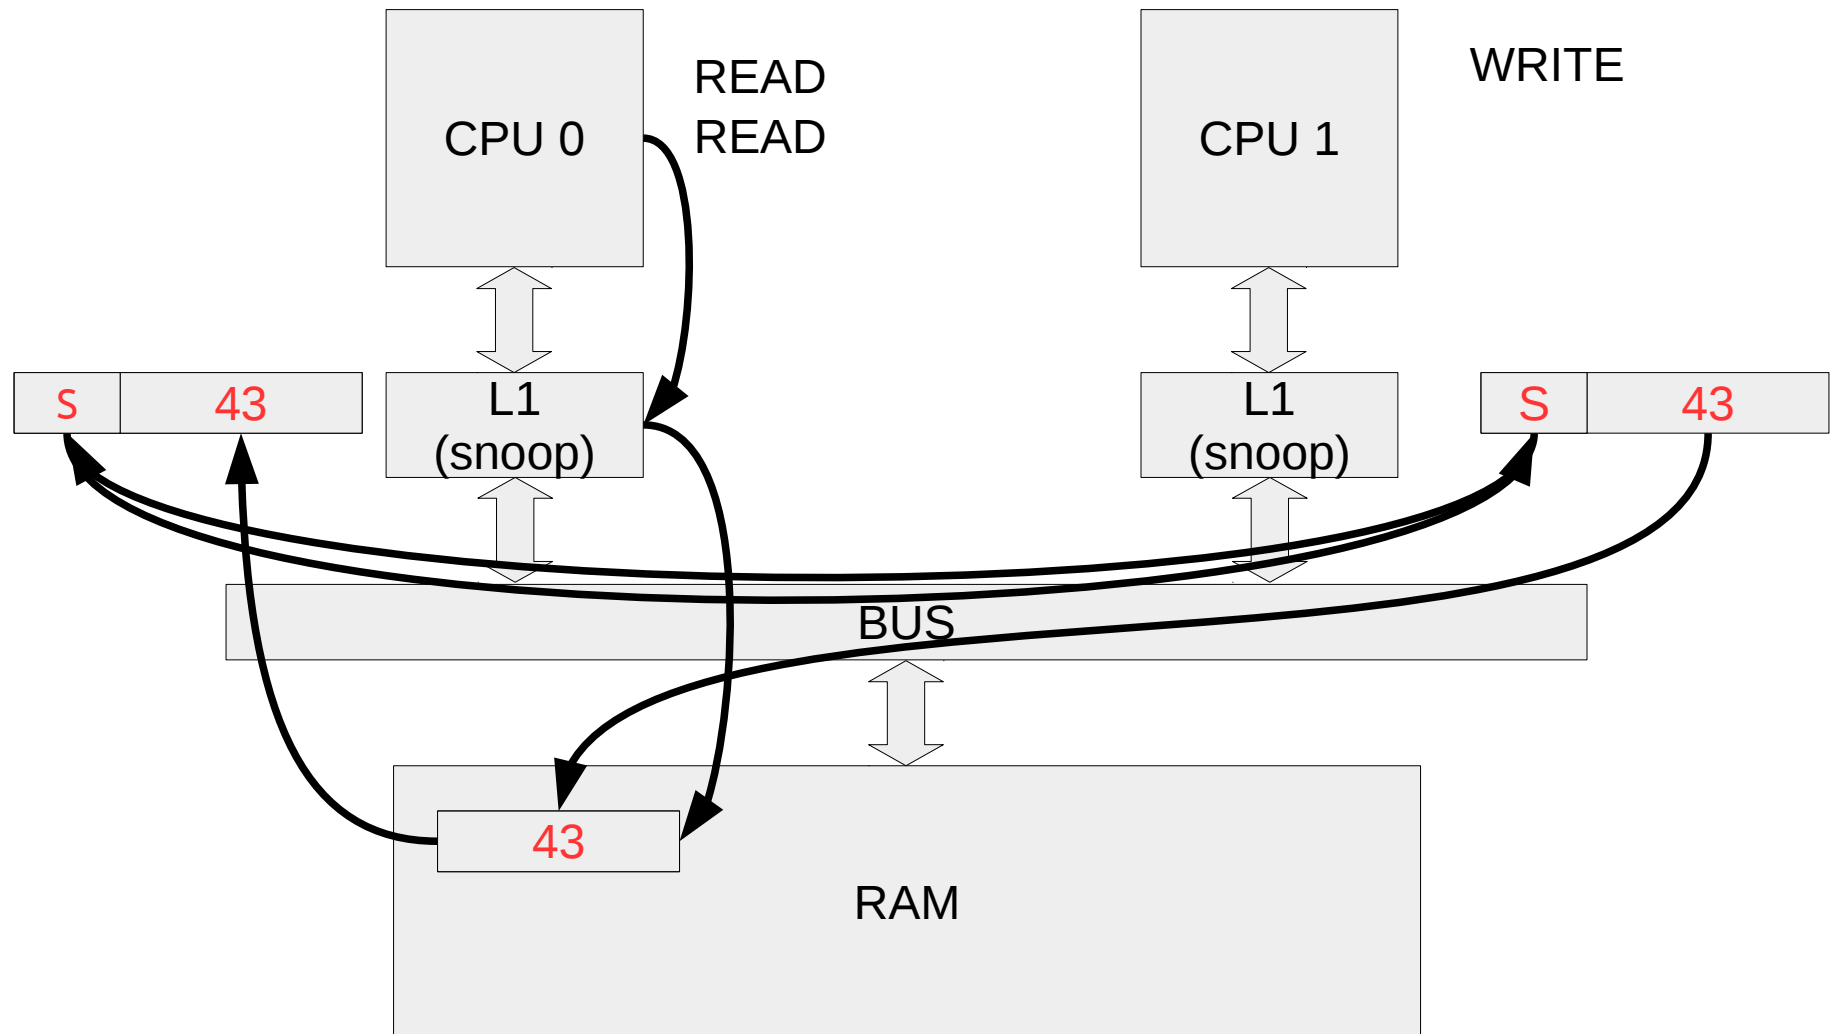 READ
WRITE
CPU 0
READ
CPU 1
S
43
L1
(snoop)
L1
(snoop)
S
43
BUS
43
RAM